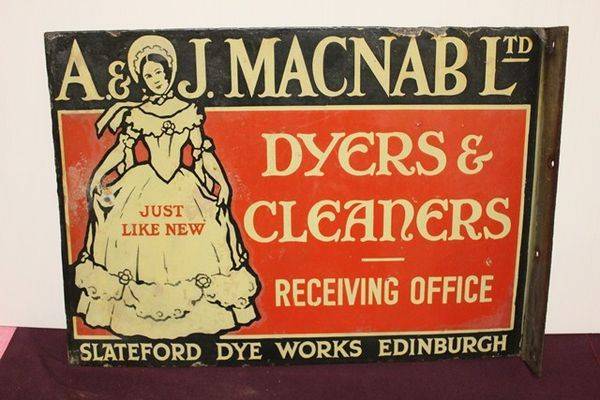 A. & J. MACNAB LTD
DYERS &
CLEANERS
JUST
LIKE NEW
RECEIVING OFFICE
SLATEFORD DYE WORKS EDINBURGH